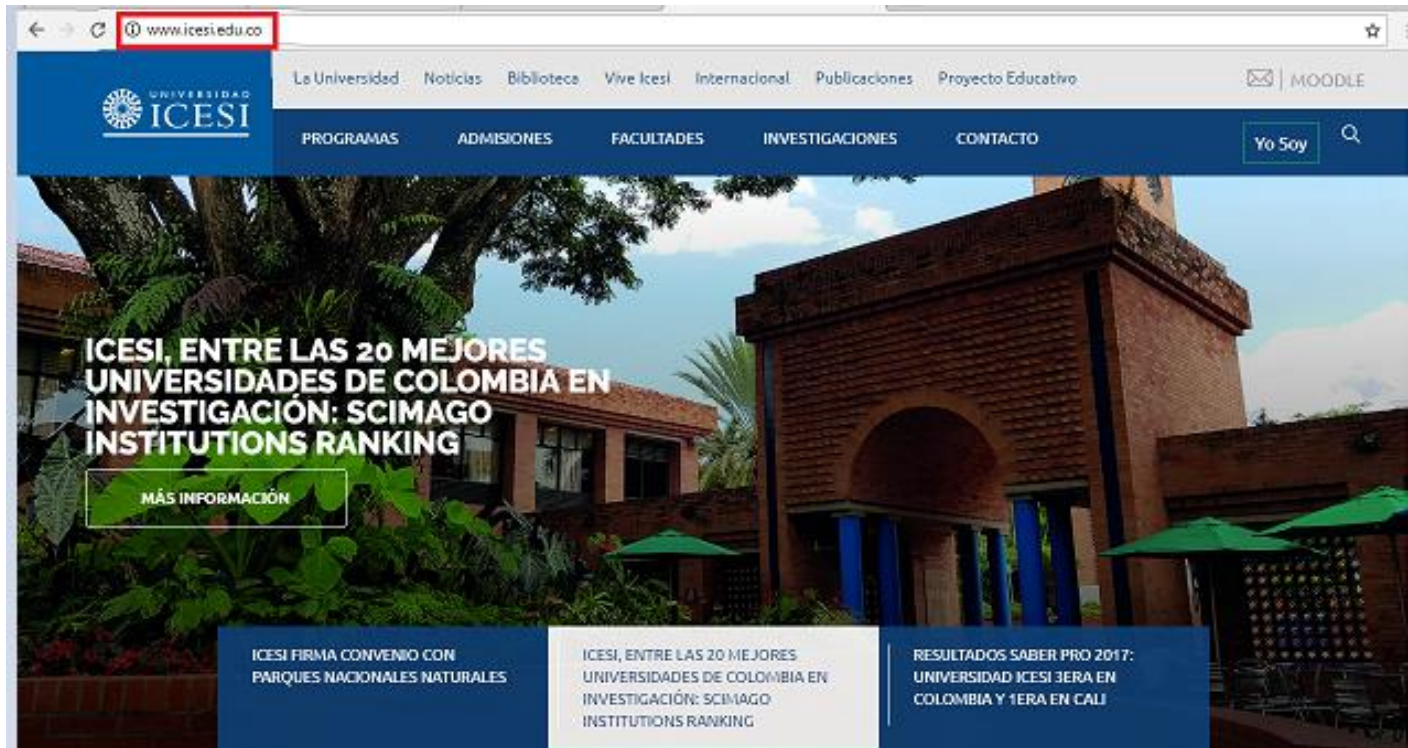 www.icesi.edu.co
La Universidad Noticias Biblioteca Vive Icesi Internacional Publicaciones Proyecto Educativo
MOODLE
UNIVERSIDAD
ICESI
PROGRAMAS ADMISIONES FACULTADES INVESTIGACIONES CONTACTO
Yo Soy
ICESI, ENTRE LAS 20 MEJORES
UNIVERSIDADES DE COLOMBIA EN
INVESTIGACIÓN: SCIMAGO
INSTITUTIONS RANKING
MÁS INFORMACIÓN
ICESI FIRMA CONVENIO CON
PARQUES NACIONALES NATURALES
ICESI, ENTRE LAS 20 MEJORES
UNIVERSIDADES DE COLOMBIA EN
INVESTIGACIÓN: SCIMAGO
INSTITUTIONS RANKING
RESULTADOS SABER PRO 2017:
UNIVERSIDAD ICESI 3ERA EN
COLOMBIA Y 1ERA EN CALI